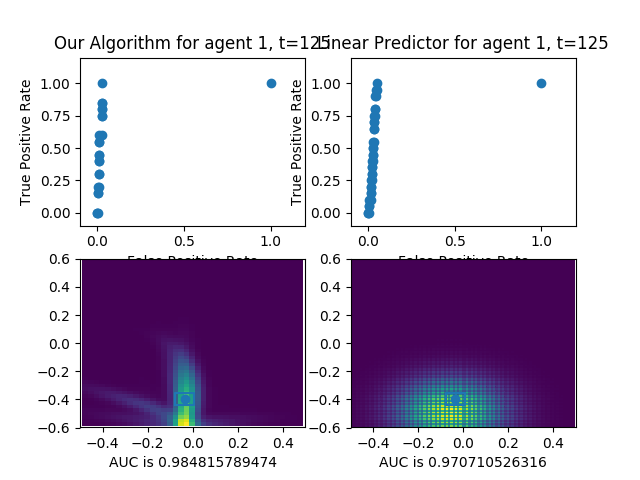 Our Algorithm for agent 1, t=125
Linear Predictor for agent 1, t=125
True Positive Rate
1.00
0.75
0.50
0.25
0.00
0.0 0.5 1.0
False Positive Rate
True Positive Rate
1.00
0.75
0.50
0.25
0.00
0.0 0.5 1.0
False Positive Rate
0.6
0.4
0.2
0.0
−0.2
−0.4
−0.6
−0.4 −0.2 0.0 0.2 0.4
AUC is 0.984815789474
0.6
0.4
0.2
0.0
−0.2
−0.4
−0.6
−0.4 −0.2 0.0 0.2 0.4
AUC is 0.970710526316